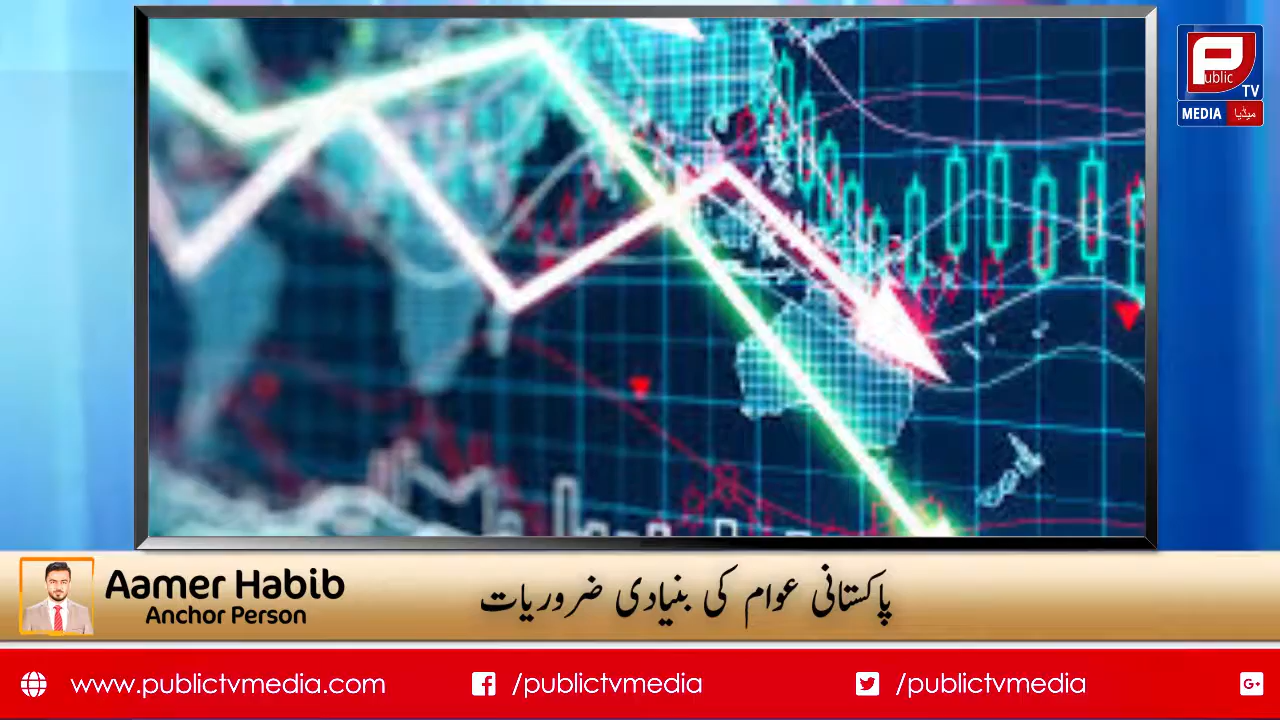 Public
TV
MEDIA میڈیا
Aamer Habib
Anchor Person
پاکستانی عوام کی بنیادی ضروریات
www.publictvmedia.com
/publictvmedia
/publictvmedia
G+